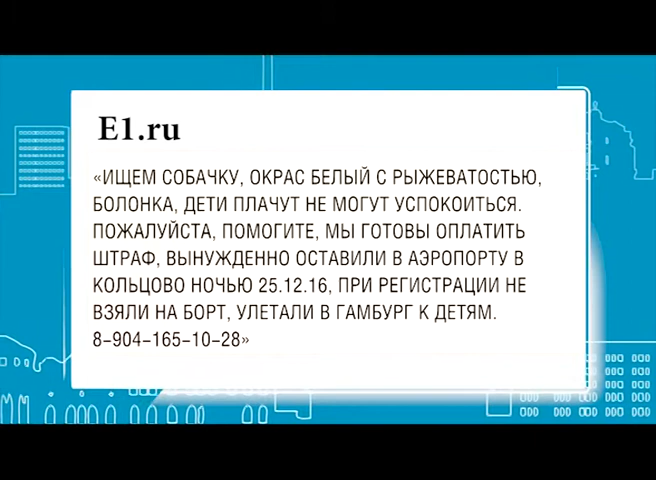 E1.ru
«ИЩЕМ СОБАЧКУ, ОКРАС БЕЛЫЙ С РЫЖЕВАТОСТЬЮ,
БОЛОНКА, ДЕТИ ПЛАЧУТ НЕ МОГУТ УСПОКОИТЬСЯ.
ПОЖАЛУЙСТА, ПОМОГИТЕ, МЫ ГОТОВЫ ОПЛАТИТЬ
ШТРАФ, ВЫНУЖДЕННО ОСТАВИЛИ В АЭРОПОРТУ В
КОЛЬЦОВО НОЧЬЮ 25.12.16, ПРИ РЕГИСТРАЦИИ НЕ
ВЗЯЛИ НА БОРТ, УЛЕТАЛИ В ГАМБУРГ К ДЕТЯМ.
8–904–165–10–28»